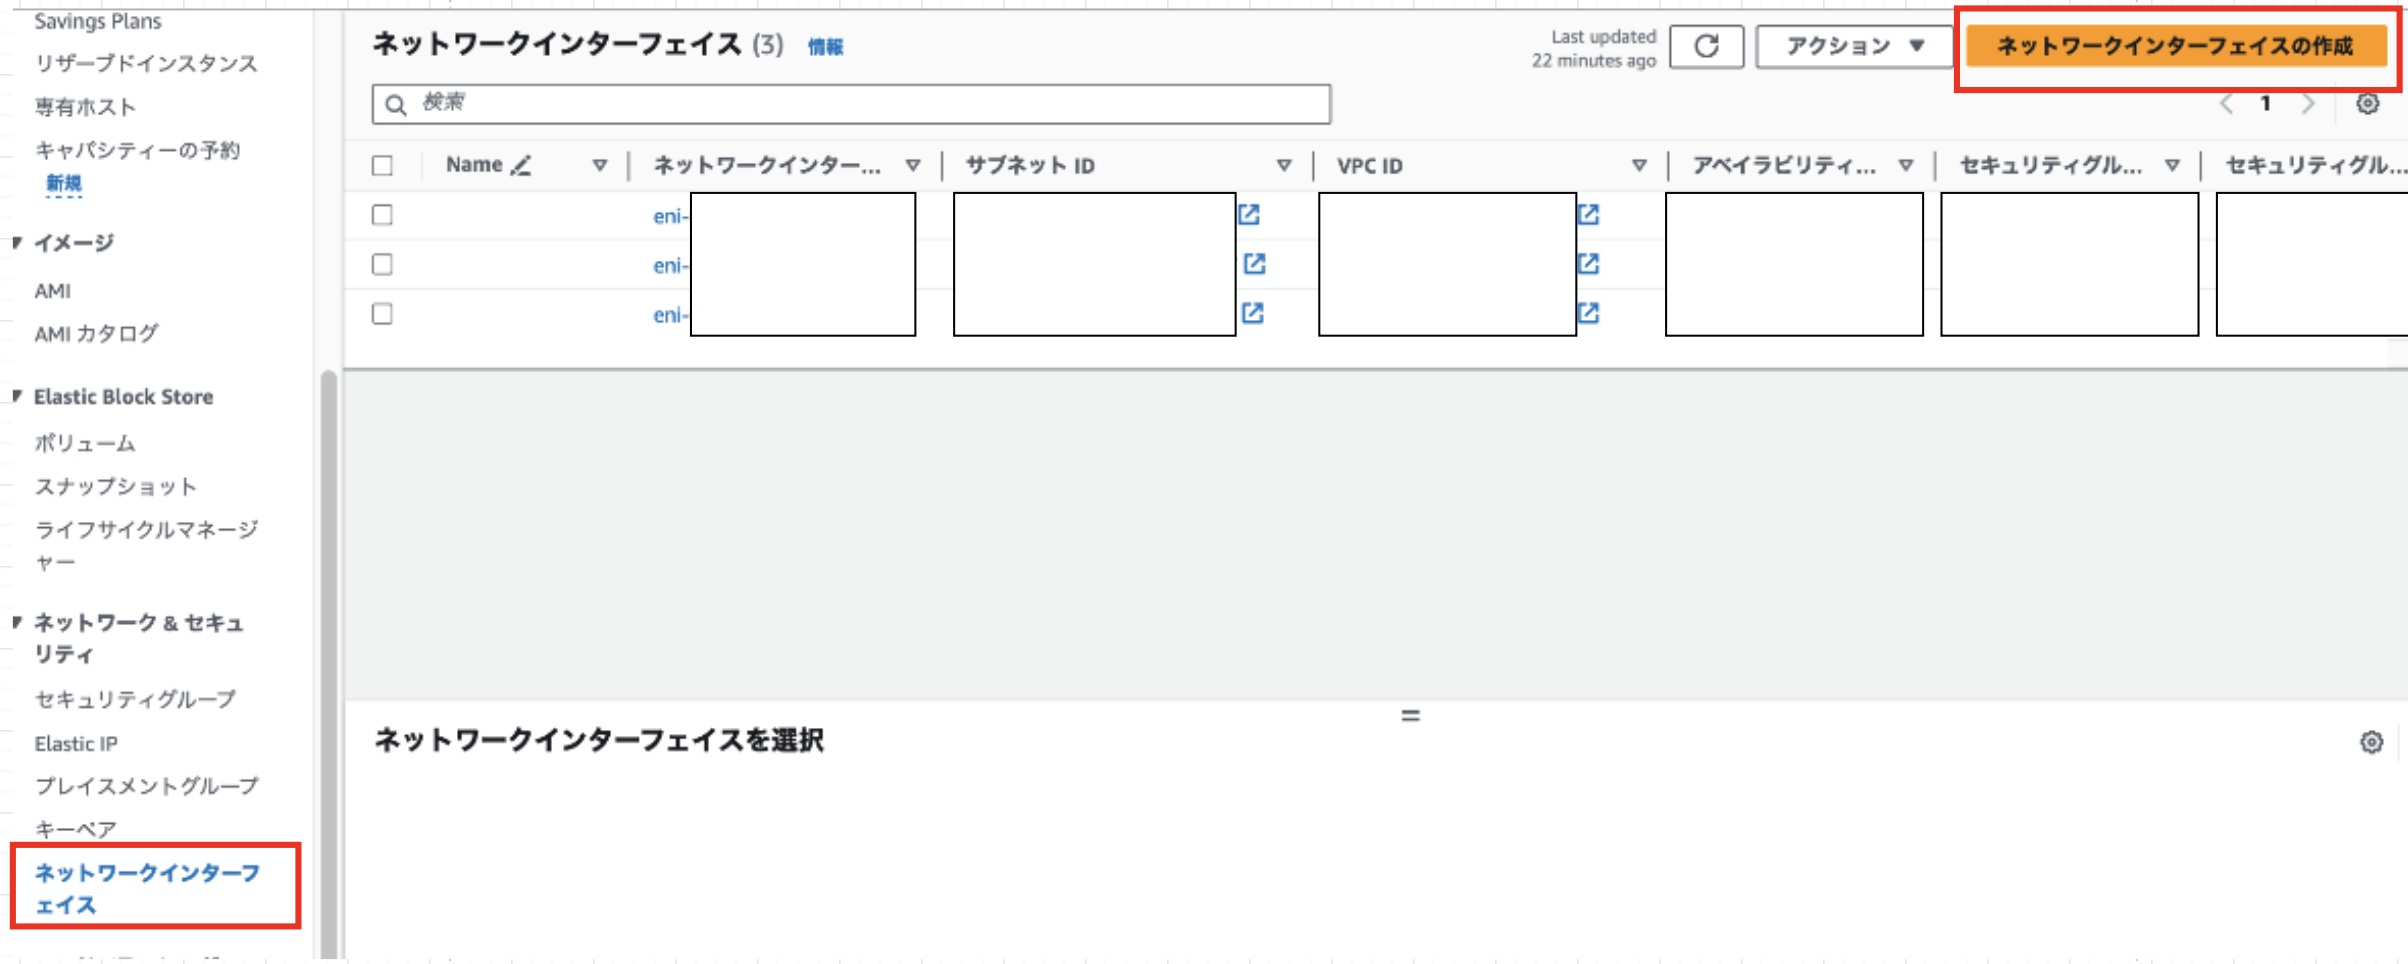 Savings Plans
リザーブドインスタンス
専有ホスト
キャパシティーの予約
新規
イメージ
AMI
AMI カタログ
Elastic Block Store
ボリューム
スナップショット
ライフサイクルマネージ
ャー
ネットワーク & セキュ
リティ
セキュリティグループ
Elastic IP
プレイスメントグループ
キーペア
ネットワークインターフ
ェイス
ネットワークインターフェイス (3) 情報
Last updated
22 minutes ago
アクション
ネットワークインターフェイスの作成
検索
1
Name ネットワークインター... サブネット ID VPC ID アベイラビリティ... セキュリティグル... セキュリティグル...
eni-
eni-
eni-
ネットワークインターフェイスを選択